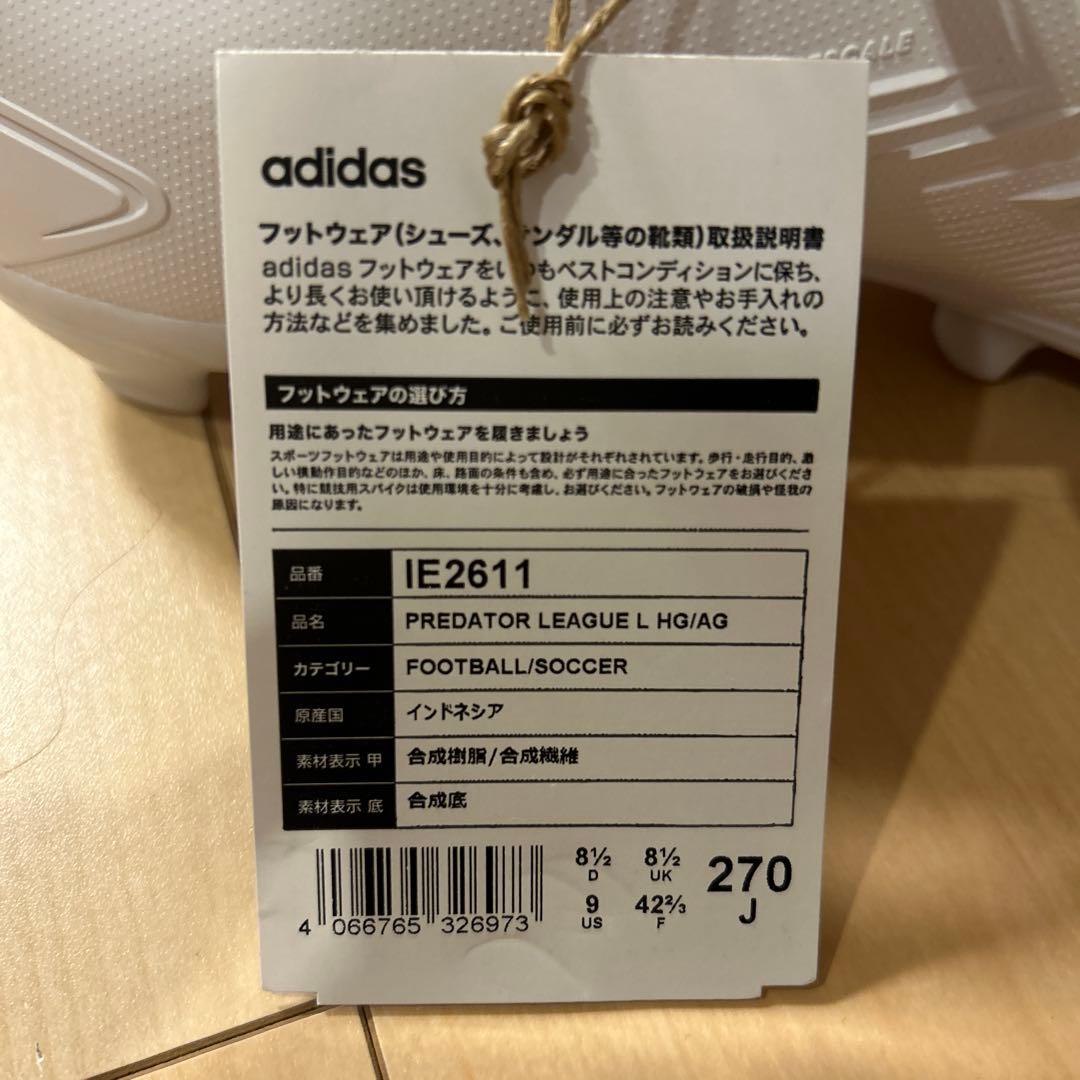 adidas
フットウェア(シューズ、サンダル等の靴類)取扱説明書
adidas フットウェアをいつもベストコンディションに保ち、
より長くお使い頂けるように、使用上の注意やお手入れの
方法などを集めました。ご使用前に必ずお読みください。
フットウェアの選び方
用途にあったフットウェアを履きましょう
スポーツフットウェアは用途や使用目的によって設計がそれぞれされています。歩行・走行目的、激
しい横動作目的などのほか、床、路面の条件も含め、必ず用途に合ったフットウェアをお選びくださ
い。特に競技用スパイクは使用環境を十分に考慮し、お選びください。フットウェアの破損や怪我の
原因になります。
品番 IE2611
品名 PREDATOR LEAGUE L HG/AG
カテゴリー FOOTBALL/SOCCER
原産国 インドネシア
素材表示 甲 合成樹脂/合成繊維
素材表示 底 合成底
8½ 8½ 270
D UK J
9 42⅔
US F
4 066765 326973